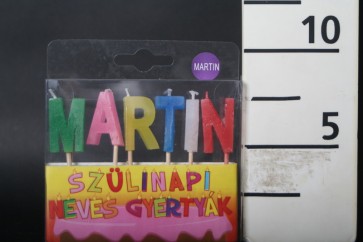 MARTIN
MARTIN
SZÜLINAPI
NEVES GYERTYÁK
10
5